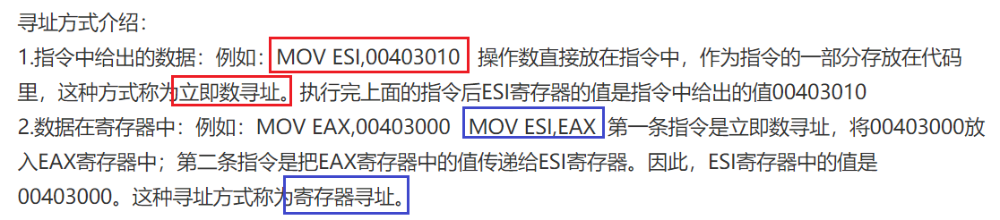 寻址方式介绍：
1.指令中给出的数据：例如：MOV ESI,00403010 操作数直接放在指令中，作为指令的一部分存放在代码
里，这种方式称为立即数寻址。执行完上面的指令后ESI寄存器的值是指令中给出的值00403010
2.数据在寄存器中：例如：MOV EAX,00403000 MOV ESI,EAX 第一条指令是立即数寻址，将00403000放
入EAX寄存器中；第二条指令是把EAX寄存器中的值传递给ESI寄存器。因此，ESI寄存器中的值是
00403000。这种寻址方式称为寄存器寻址。